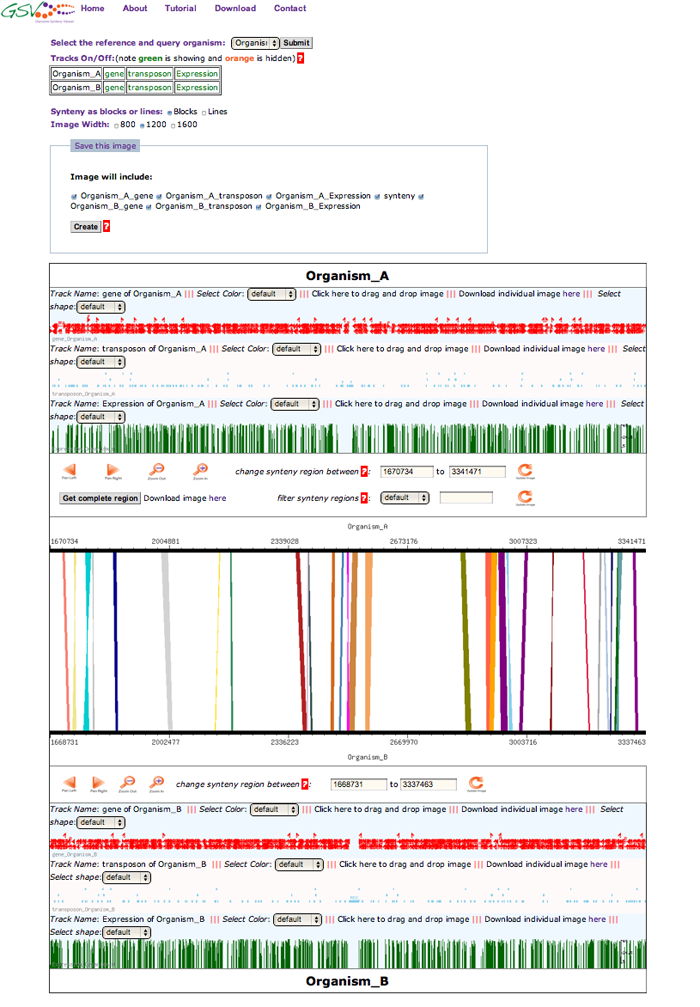 GSV Home About Tutorial Download Contact
Select the reference and query organism: Organis Submit
Tracks On/Off:(note green is showing and orange is hidden) ?
Organism_A gene transposon Expression
Organism_B gene transposon Expression
Synteny as blocks or lines: Blocks Lines
Image Width: 800 1200 1600
Save this image
Image will include:
Organism_A_gene Organism_A_transposon Organism_A_Expression synteny
Organism_B_gene Organism_B_transposon Organism_B_Expression
Create ?
Organism_A
Track Name: gene of Organism_A ||| Select Color: default ||| Click here to drag and drop image ||| Download individual image here ||| Select
shape: default
gene_Organism_A
Track Name: transposon of Organism_A ||| Select Color: default ||| Click here to drag and drop image ||| Download individual image here ||| Select
shape: default
transposon_Organism_A
Track Name: Expression of Organism_A ||| Select Color: default ||| Click here to drag and drop image ||| Download individual image here ||| Select
shape: default
Pan Left Pan Right Zoom Out Zoom In change synteny region between ?: 1670734 to 3341471
Get complete region Download image here filter synteny regions ?: default
Organism_A
1670734 2004881 2339028 2673176 3007323 3341471
1668731 2002477 2336223 2669970 3003716 3337463
Organism_B
Pan Left Pan Right Zoom Out Zoom In change synteny region between ?: 1668731 to 3337463
Track Name: gene of Organism_B ||| Select Color: default ||| Click here to drag and drop image ||| Download individual image here ||| Select
shape: default
gene_Organism_B
Track Name: transposon of Organism_B ||| Select Color: default ||| Click here to drag and drop image ||| Download individual image here |||
Select shape: default
transposon_Organism_B
Track Name: Expression of Organism_B ||| Select Color: default ||| Click here to drag and drop image ||| Download individual image here |||
Select shape: default
Organism_B